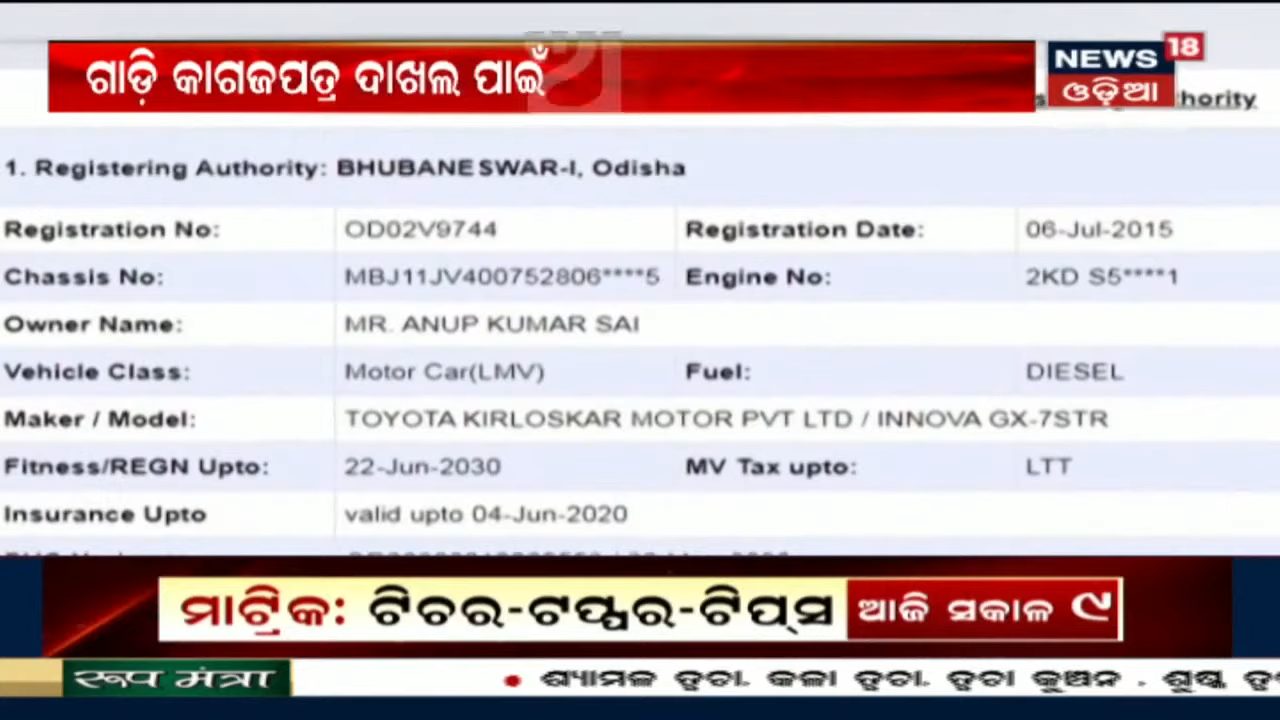 ଗାଡ଼ି କାଗଜପତ୍ର ଦାଖଲ ପାଇଁ
NEWS 18
ଓଡ଼ିଆ
1. Registering Authority: BHUBANESWAR-I, Odisha
Registration No: OD02V9744 Registration Date: 06-Jul-2015
Chassis No: MBJ11JV400752806****5 Engine No: 2KD S5****1
Owner Name: MR. ANUP KUMAR SAI
Vehicle Class: Motor Car(LMV) Fuel: DIESEL
Maker / Model: TOYOTA KIRLOSKAR MOTOR PVT LTD / INNOVA GX-7STR
Fitness/REGN Upto: 22-Jun-2030 MV Tax upto: LTT
Insurance Upto valid upto 04-Jun-2020
ମାଟ୍ରିକ: ଟିଚର-ଟପ୍ପର-ଟିପ୍ସ ଆଜି ସକାଳ ୯
ରୂପ ମଂତ୍ରା • ଶ୍ୟାମଳ ତ୍ୱଚା. କଳା ତ୍ୱଚା. ତ୍ୱଚା କୁଞ୍ଚନ . ଶୁଷ୍କ